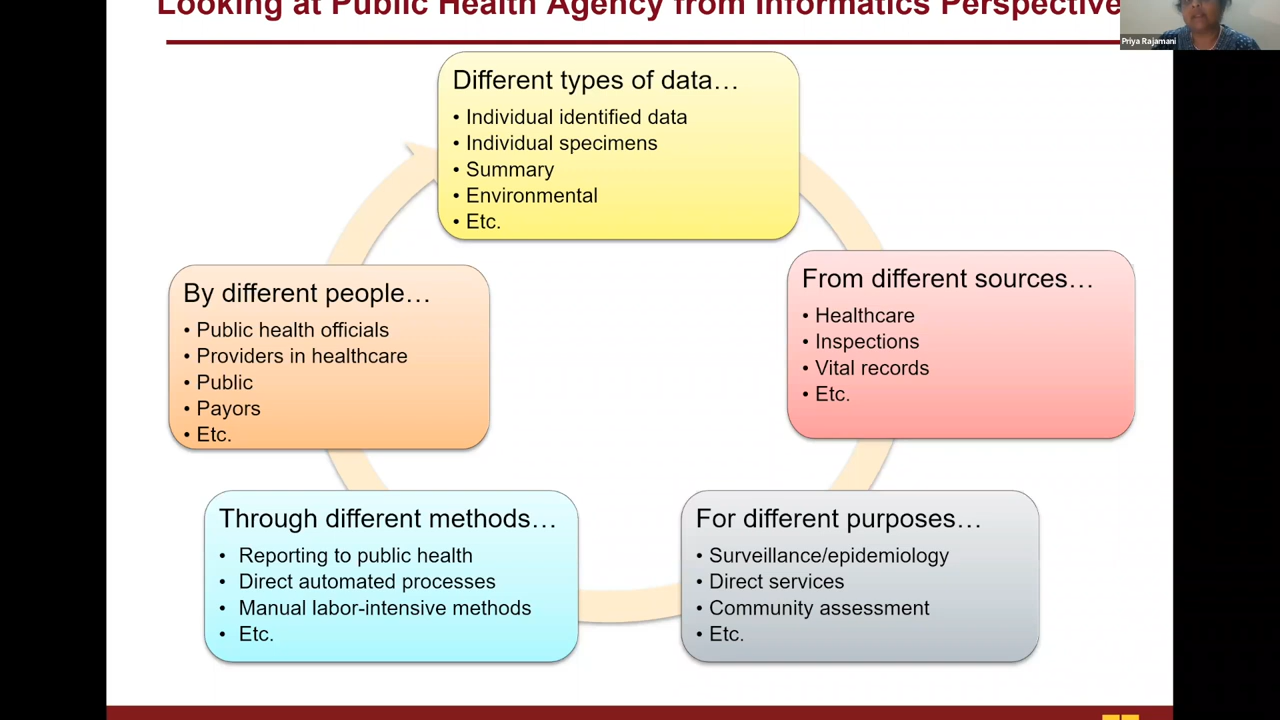 Looking at Public Health Agency from Informatics Perspective
Priya Rajamani
Different types of data…
• Individual identified data
• Individual specimens
• Summary
• Environmental
• Etc.
From different sources…
• Healthcare
• Inspections
• Vital records
• Etc.
For different purposes…
• Surveillance/epidemiology
• Direct services
• Community assessment
• Etc.
Through different methods…
• Reporting to public health
• Direct automated processes
• Manual labor-intensive methods
• Etc.
By different people…
• Public health officials
• Providers in healthcare
• Public
• Payors
• Etc.